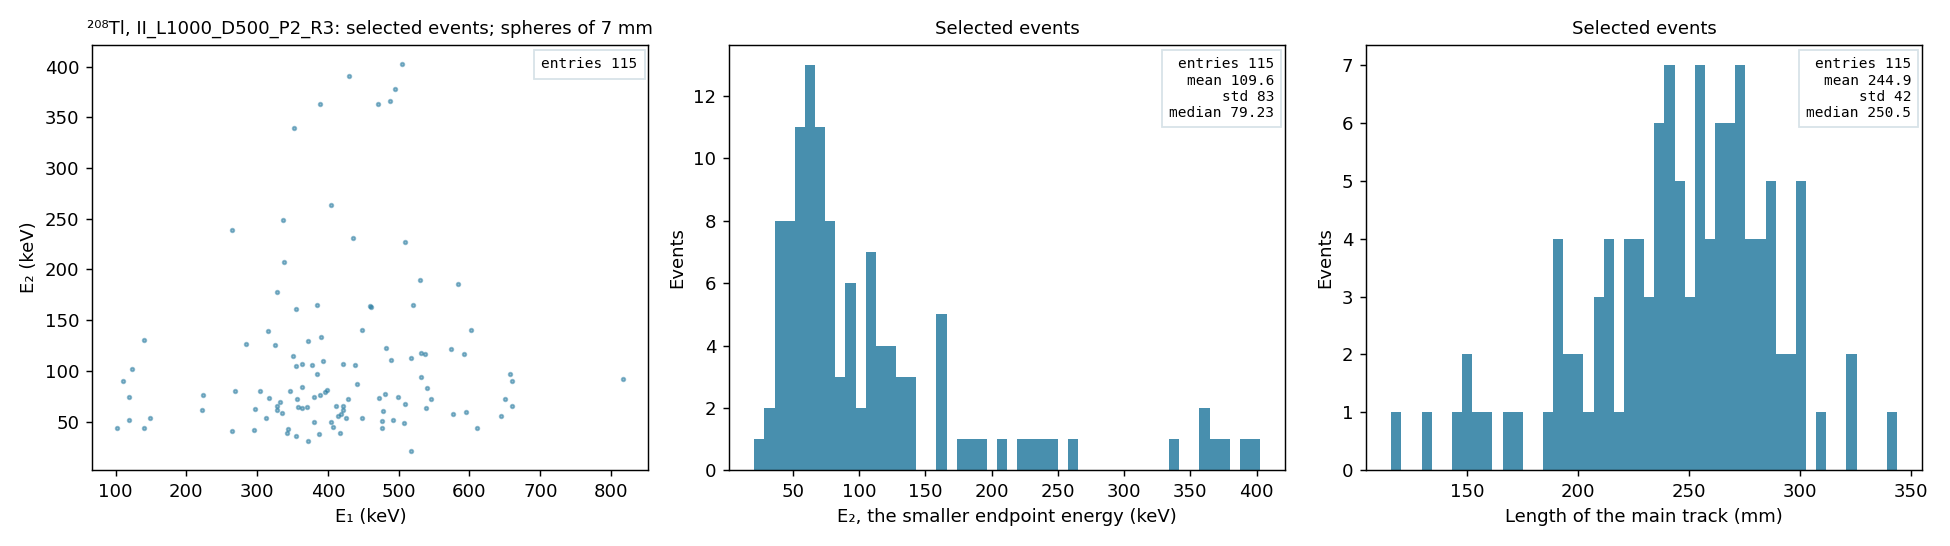 ²⁰⁸Tl, II_L1000_D500_P2_R3: selected events; spheres of 7 mm
entries 115
400
350
300
250
200
150
100
50
E₂ (keV)
100 200 300 400 500 600 700 800
E₁ (keV)
Selected events
entries 115
mean 109.6
std 83
median 79.23
12
10
8
6
4
2
0
Events
50 100 150 200 250 300 350 400
E₂, the smaller endpoint energy (keV)
Selected events
entries 115
mean 244.9
std 42
median 250.5
7
6
5
4
3
2
1
0
Events
150 200 250 300 350
Length of the main track (mm)